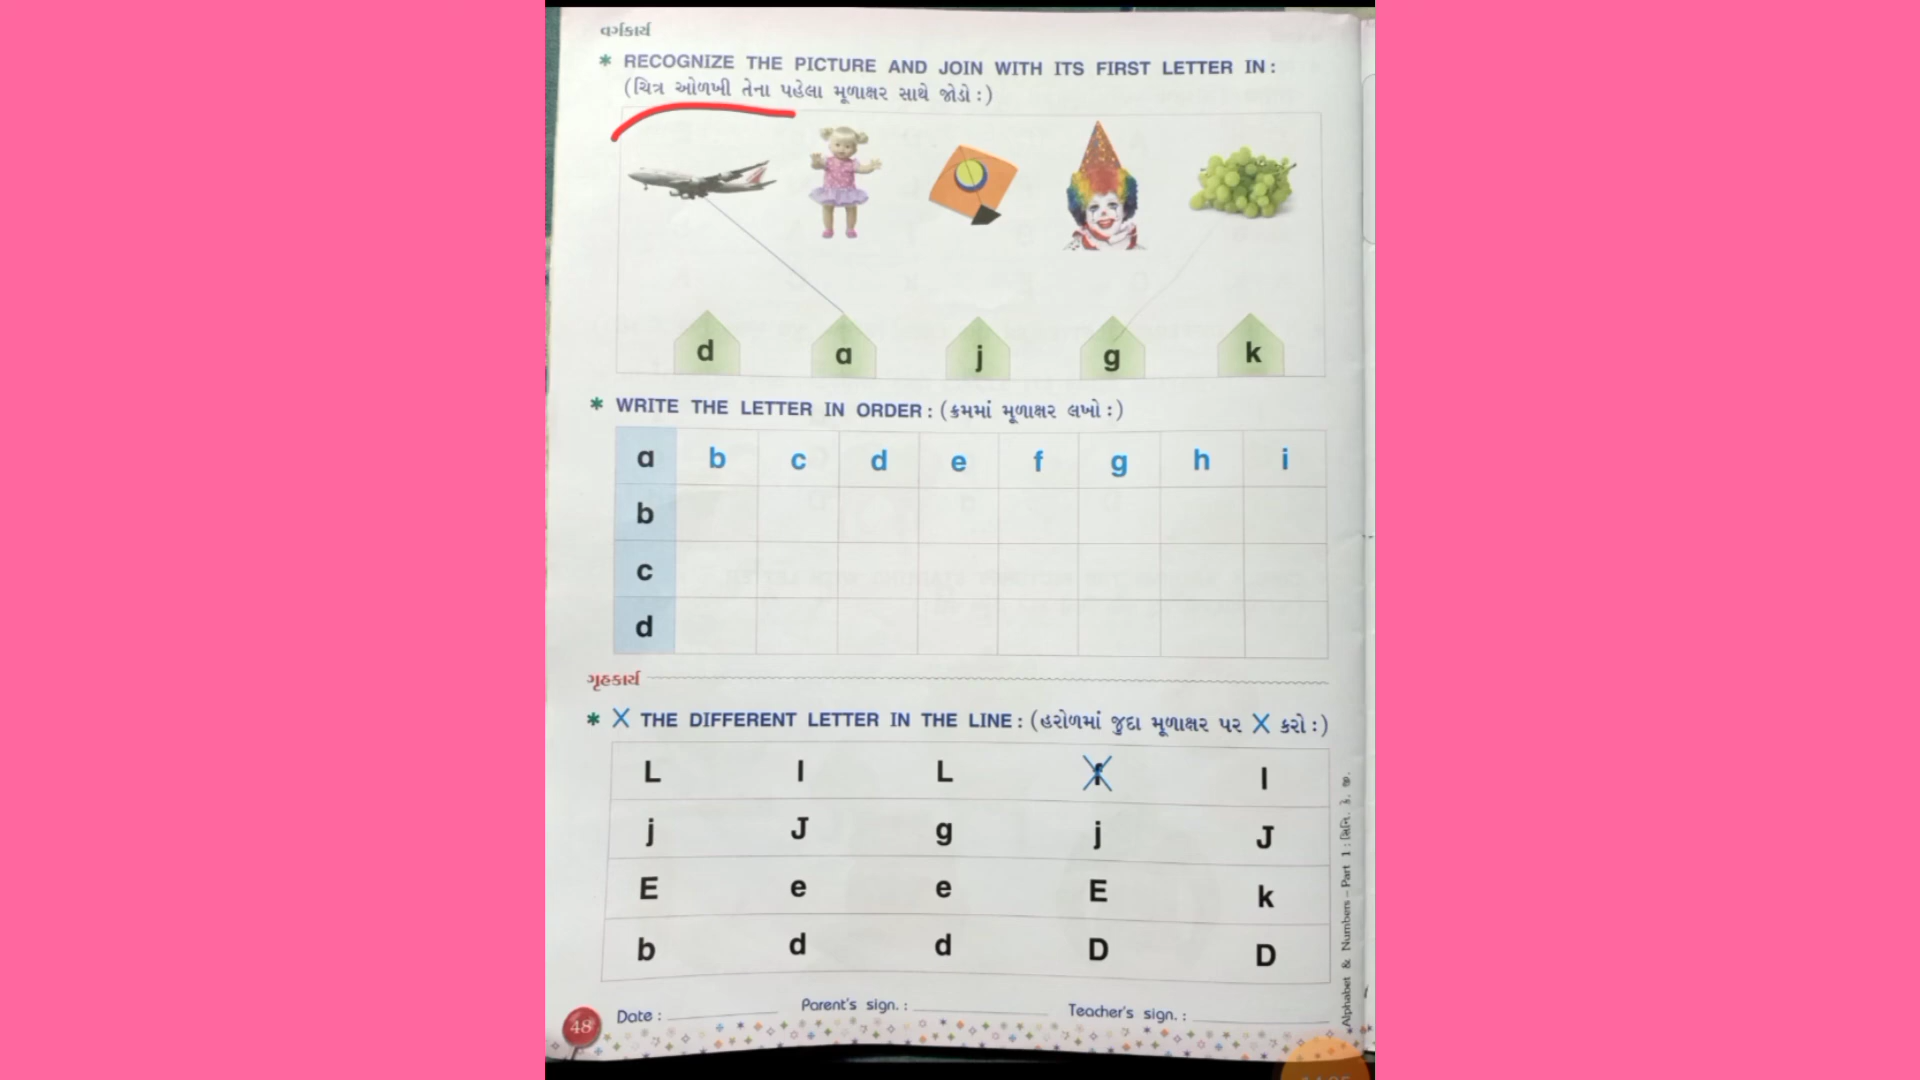 વર્ગકાર્ય
* RECOGNIZE THE PICTURE AND JOIN WITH ITS FIRST LETTER IN :
(ચિત્ર ઓળખી તેના પહેલા મૂળાક્ષર સાથે જોડો :)
d a j g k
* WRITE THE LETTER IN ORDER : (ક્રમમાં મૂળાક્ષર લખો :)
a b c d e f g h i
b
c
d
ગૃહકાર્ય
* X THE DIFFERENT LETTER IN THE LINE : (હરોળમાં જુદા મૂળાક્ષર પર X કરો :)
L l L f l
j J g j J
E e e E k
b d d D D
Alphabet & Numbers – Part 1 : સિનિ. કે. જી.
48 Date : Parent's sign. : Teacher's sign. :